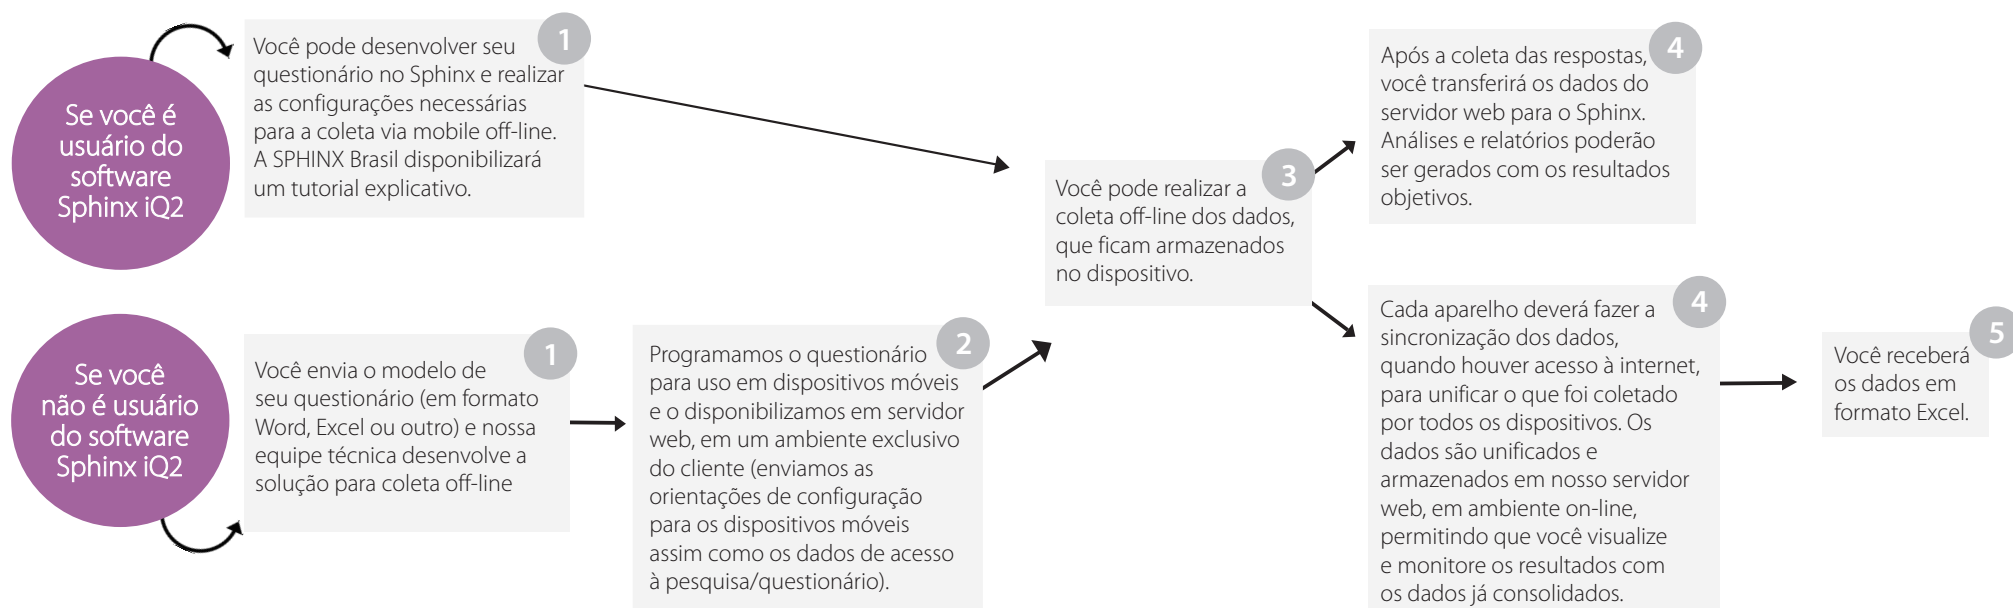 Se você é
usuário do
software
Sphinx iQ2
1
Você pode desenvolver seu
questionário no Sphinx e realizar
as configurações necessárias
para a coleta via mobile off-line.
A SPHINX Brasil disponibilizará
um tutorial explicativo.
Se você
não é usuário
do software
Sphinx iQ2
1
Você envia o modelo de
seu questionário (em formato
Word, Excel ou outro) e nossa
equipe técnica desenvolve a
solução para coleta off-line
2
Programamos o questionário
para uso em dispositivos móveis
e o disponibilizamos em servidor
web, em um ambiente exclusivo
do cliente (enviamos as
orientações de configuração
para os dispositivos móveis
assim como os dados de acesso
à pesquisa/questionário).
3
Você pode realizar a
coleta off-line dos dados,
que ficam armazenados
no dispositivo.
4
Após a coleta das respostas,
você transferirá os dados do
servidor web para o Sphinx.
Análises e relatórios poderão
ser gerados com os resultados
objetivos.
4
Cada aparelho deverá fazer a
sincronização dos dados,
quando houver acesso à internet,
para unificar o que foi coletado
por todos os dispositivos. Os
dados são unificados e
armazenados em nosso servidor
web, em ambiente on-line,
permitindo que você visualize
e monitore os resultados com
os dados já consolidados.
5
Você receberá
os dados em
formato Excel.